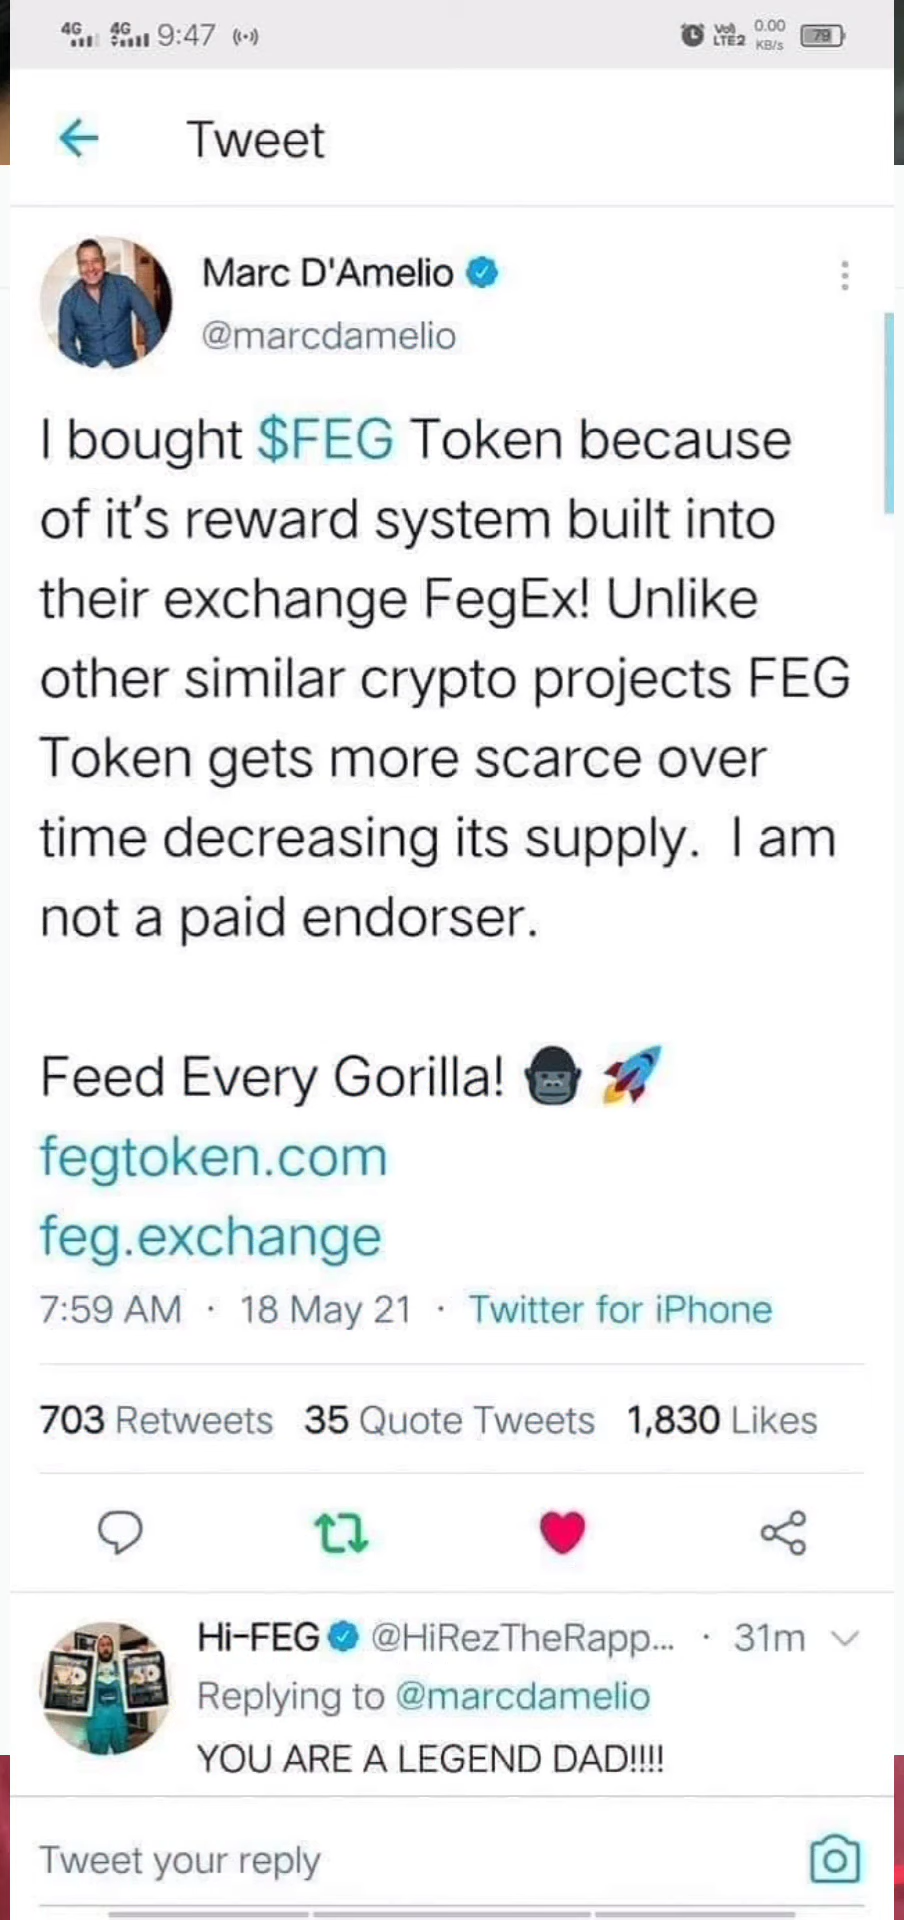 4G 4G 9:47 Vo) LTE2 0.00 KB/s 79
Tweet
Marc D'Amelio
@marcdamelio
I bought $FEG Token because
of it's reward system built into
their exchange FegEx! Unlike
other similar crypto projects FEG
Token gets more scarce over
time decreasing its supply. I am
not a paid endorser.
Feed Every Gorilla! 🦍 🚀
fegtoken.com
feg.exchange
7:59 AM · 18 May 21 · Twitter for iPhone
703 Retweets 35 Quote Tweets 1,830 Likes
Hi-FEG @HiRezTheRapp... · 31m
Replying to @marcdamelio
YOU ARE A LEGEND DAD!!!!
Tweet your reply